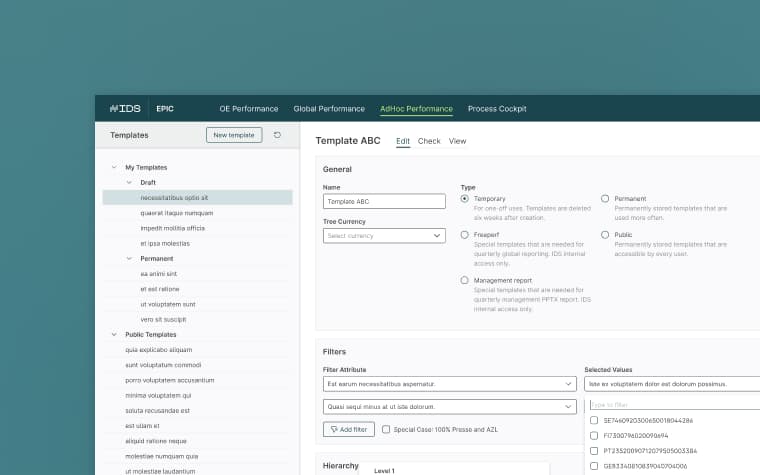 IDS
EPIC
OE Performance
Global Performance
AdHoc Performance
Process Cockpit
Templates
New template
My Templates
Draft
necessitatibus optio sit
quaerat itaque numquam
impedit mollitia officia
et ipsa molestias
Permanent
ea animi sint
et est ratione
ut voluptatem sunt
vero sit suscipit
Public Templates
quia explicabo aliquam
sunt voluptatum commodi
porro voluptatem accusantium
minima voluptatum qui
soluta recusandae est
est ullam et
aliquid ratione neque
molestiae numquam quia
ut molestias laudantium
Template ABC
Edit
Check
View
General
Name
Template ABC
Tree Currency
Select currency
Type
Temporary
For one-off uses. Templates are deleted
six weeks after creation.
Permanent
Permanently stored templates that are
used more often.
Freeperf
Special templates that are needed for
quarterly global reporting. IDS internal
access only.
Public
Permanently stored templates that are
accessible by every user.
Management report
Special templates that are needed for
quarterly management PPTX report. IDS
internal access only.
Filters
Filter Attribute
Selected Values
Est earum necessitatibus aspernatur.
Iste ex voluptatem dolor est dolorum possimus.
Quasi sequi minus at ut iste dolorum.
Type to filter
Add filter
Special Case: 100% Presse and AZL
SE7460920300650018044286
FI7300796020090694
PT23520090712079505003384
GE83340810839040704006
Hierarchy
Level 1